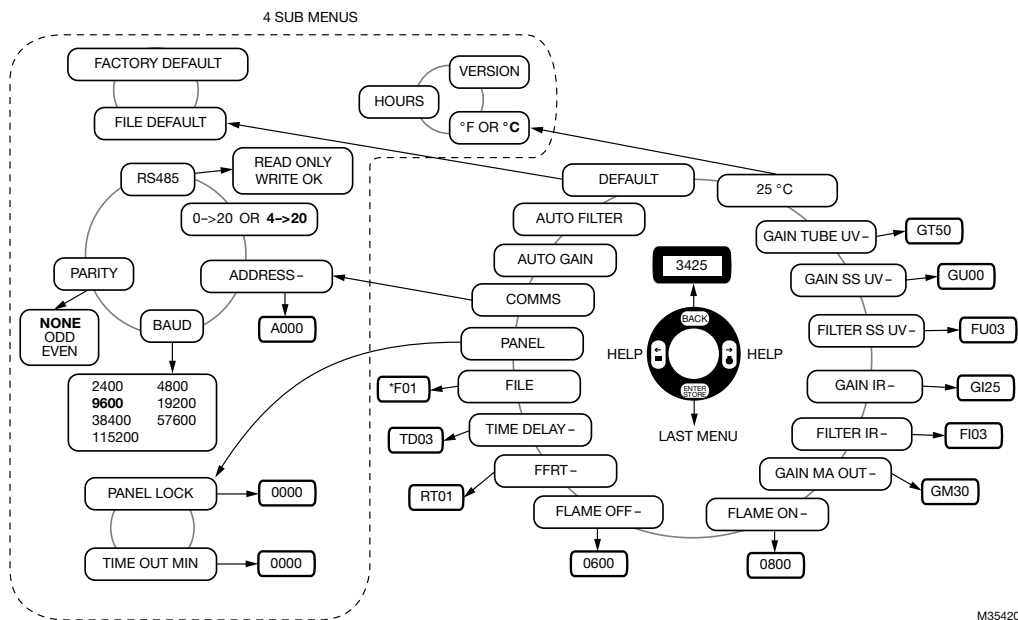 4 SUB MENUS
FACTORY DEFAULT
FILE DEFAULT
VERSION
HOURS
°F OR °C
RS485
READ ONLY
WRITE OK
0->20 OR 4->20
PARITY
ADDRESS-
NONE
ODD
EVEN
BAUD
A000
2400 4800
9600 19200
38400 57600
115200
PANEL LOCK
0000
TIME OUT MIN
0000
DEFAULT
25 °C
AUTO FILTER
GAIN TUBE UV-
GT50
AUTO GAIN
GAIN SS UV-
GU00
COMMS
FILTER SS UV-
FU03
PANEL
GAIN IR-
GI25
FILE
*F01
FILTER IR-
FI03
TIME DELAY-
TD03
GAIN MA OUT-
GM30
FFRT-
RT01
FLAME OFF-
0600
FLAME ON-
0800
3425
BACK
HELP
HELP
ENTER
STORE
LAST MENU
M35420